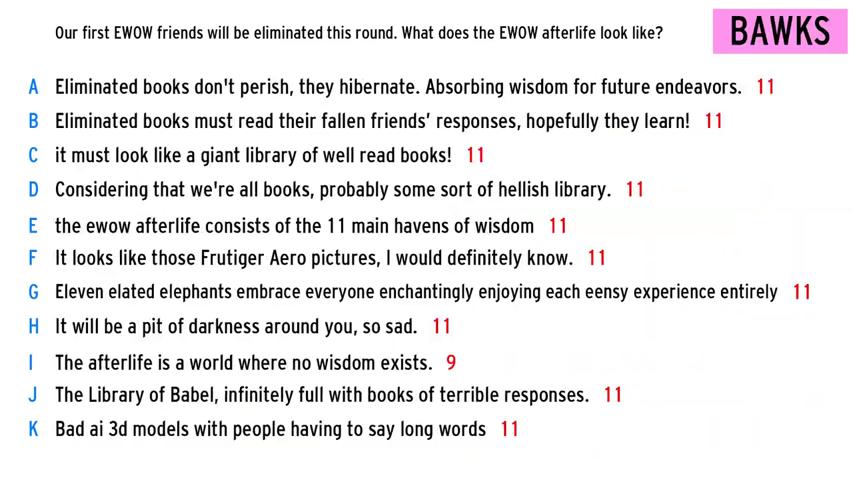 Our first EWOW friends will be eliminated this round. What does the EWOW afterlife look like?
BAWKS
A Eliminated books don't perish, they hibernate. Absorbing wisdom for future endeavors. 11
B Eliminated books must read their fallen friends’ responses, hopefully they learn! 11
C it must look like a giant library of well read books! 11
D Considering that we're all books, probably some sort of hellish library. 11
E the ewow afterlife consists of the 11 main havens of wisdom 11
F It looks like those Frutiger Aero pictures, I would definitely know. 11
G Eleven elated elephants embrace everyone enchantingly enjoying each eensy experience entirely 11
H It will be a pit of darkness around you, so sad. 11
I The afterlife is a world where no wisdom exists. 9
J The Library of Babel, infinitely full with books of terrible responses. 11
K Bad ai 3d models with people having to say long words 11